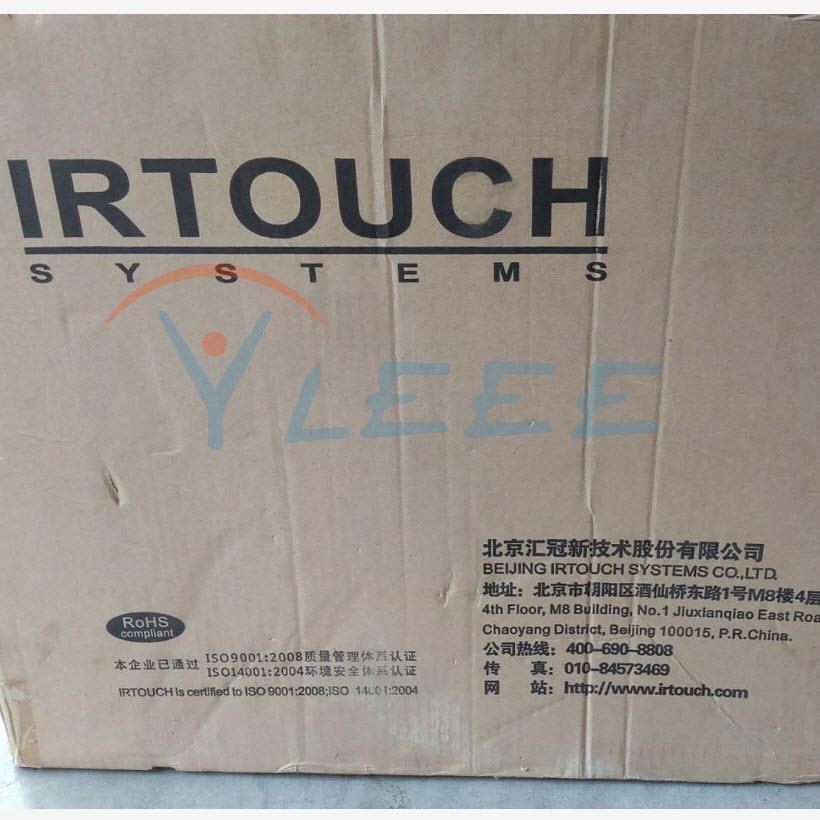 IRTOUCH
SYSTEMS
YLEEE
北京汇冠新技术股份有限公司
BEIJING IRTOUCH SYSTEMS CO.,LTD.
地址：北京市朝阳区酒仙桥东路1号M8楼4层
4th Floor, M8 Building, No.1 Jiuxianqiao East Roa
Chaoyang District, Beijing 100015, P.R.China.
公司热线：400-690-8808
传 真：010-84573469
网 站：http://www.irtouch.com
RoHS
compliant
本企业已通过 ISO9001:2008质量管理体系认证
ISO14001:2004环境安全体系认证
IRTOUCH is certified to ISO 9001:2008;ISO 14001:2004